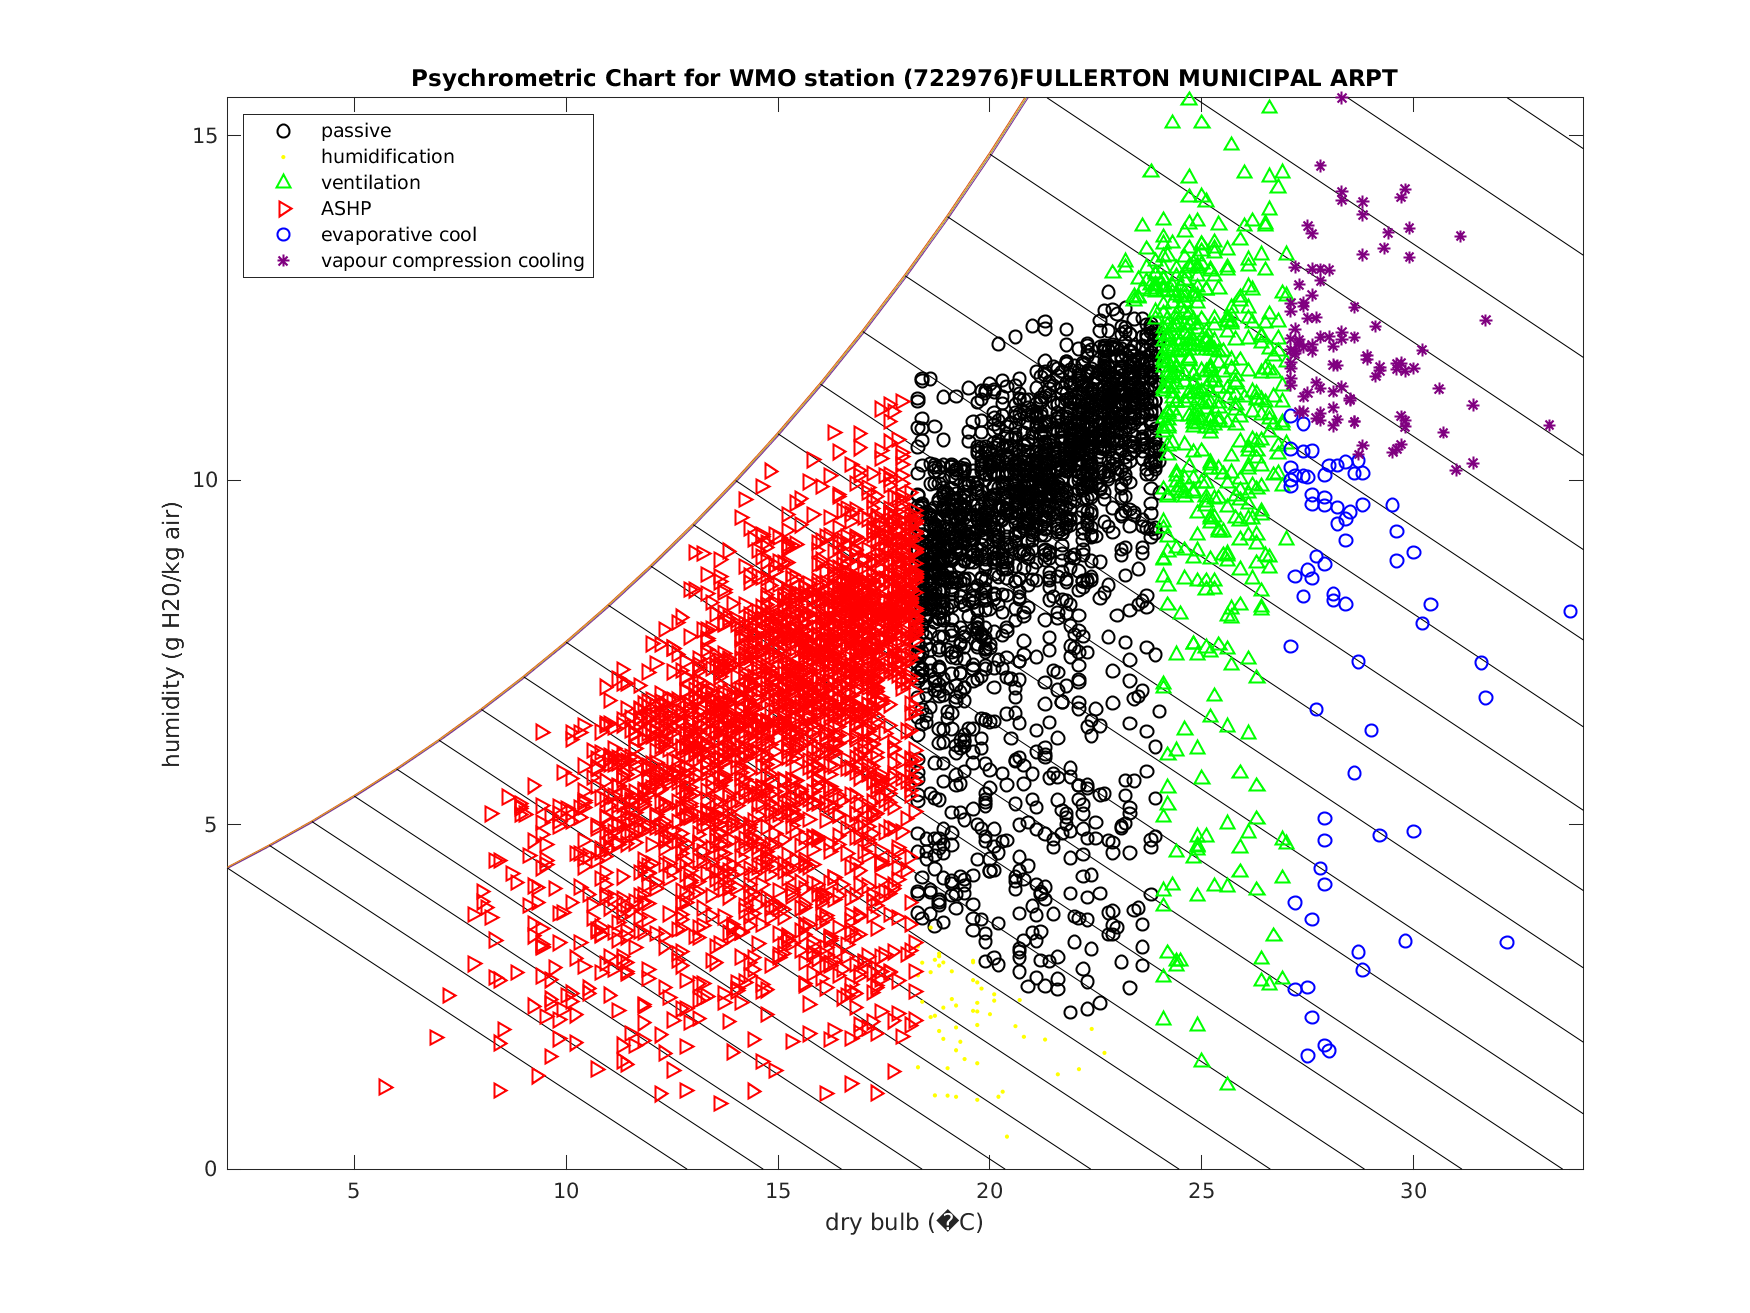 Psychrometric Chart for WMO station (722976)FULLERTON MUNICIPAL ARPT
passive
humidification
ventilation
ASHP
evaporative cool
vapour compression cooling
15
10
5
0
humidity (g H20/kg air)
5 10 15 20 25 30
dry bulb (�C)